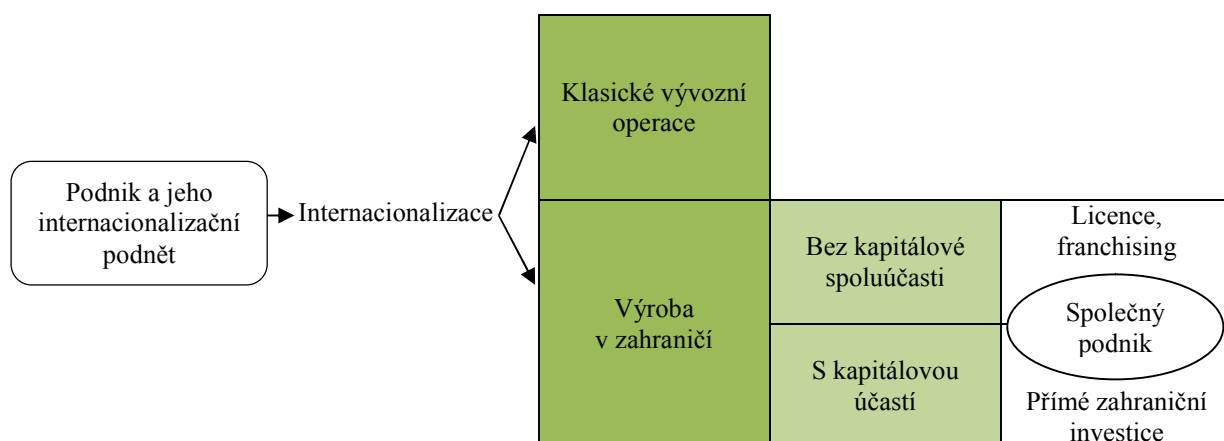 Klasické vývozní
operace
Podnik a jeho
internacionalizační
podnět
Internacionalizace
Výroba
v zahraničí
Bez kapitálové
spoluúčasti
S kapitálovou
účastí
Licence,
franchising
Společný
podnik
Přímé zahraniční
investice